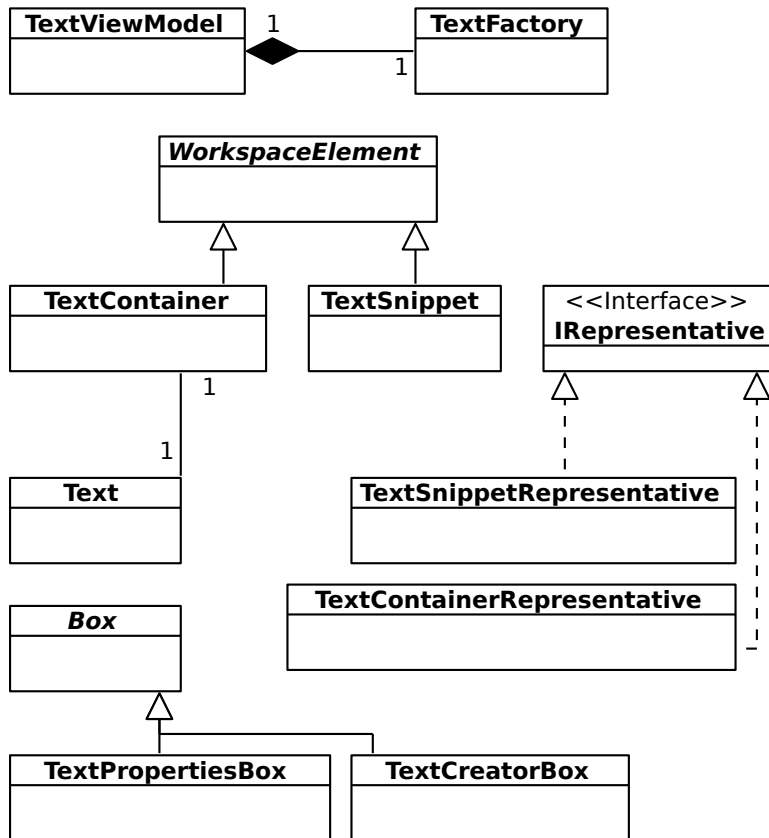 TextViewModel
1
TextFactory
1
WorkspaceElement
TextContainer
TextSnippet
<<Interface>>
IRepresentative
1
1
Text
TextSnippetRepresentative
TextContainerRepresentative
Box
TextPropertiesBox
TextCreatorBox